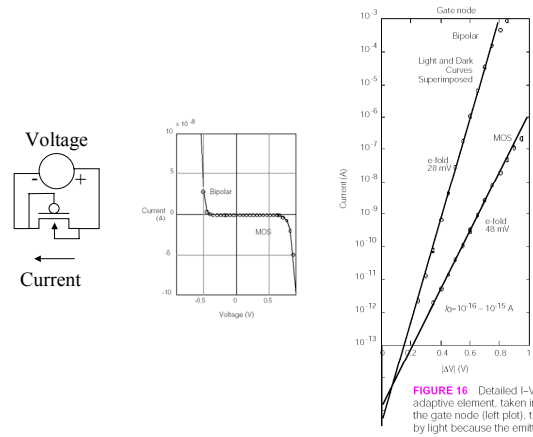 Voltage
-
+
Current
× 10 -8
10
5
0
-5
-10
Current
(A)
Bipolar
MOS
-0.5
0
0.5
Voltage (V)
Gate node
10-3
10-4
10-5
10-6
10-7
10-8
10-9
10-10
10-11
10-12
10-13
Current (A)
Bipolar
Light and Dark
Curves
Superimposed
MOS
e-fold
28 mV
e-fold
48 mV
I0=10-16 – 10-15 A
0
0.2
0.4
0.6
0.8
1
|ΔV| (V)
FIGURE 16 Detailed I–V
adaptive element, taken in
the gate node (left plot), t
by light because the emitt